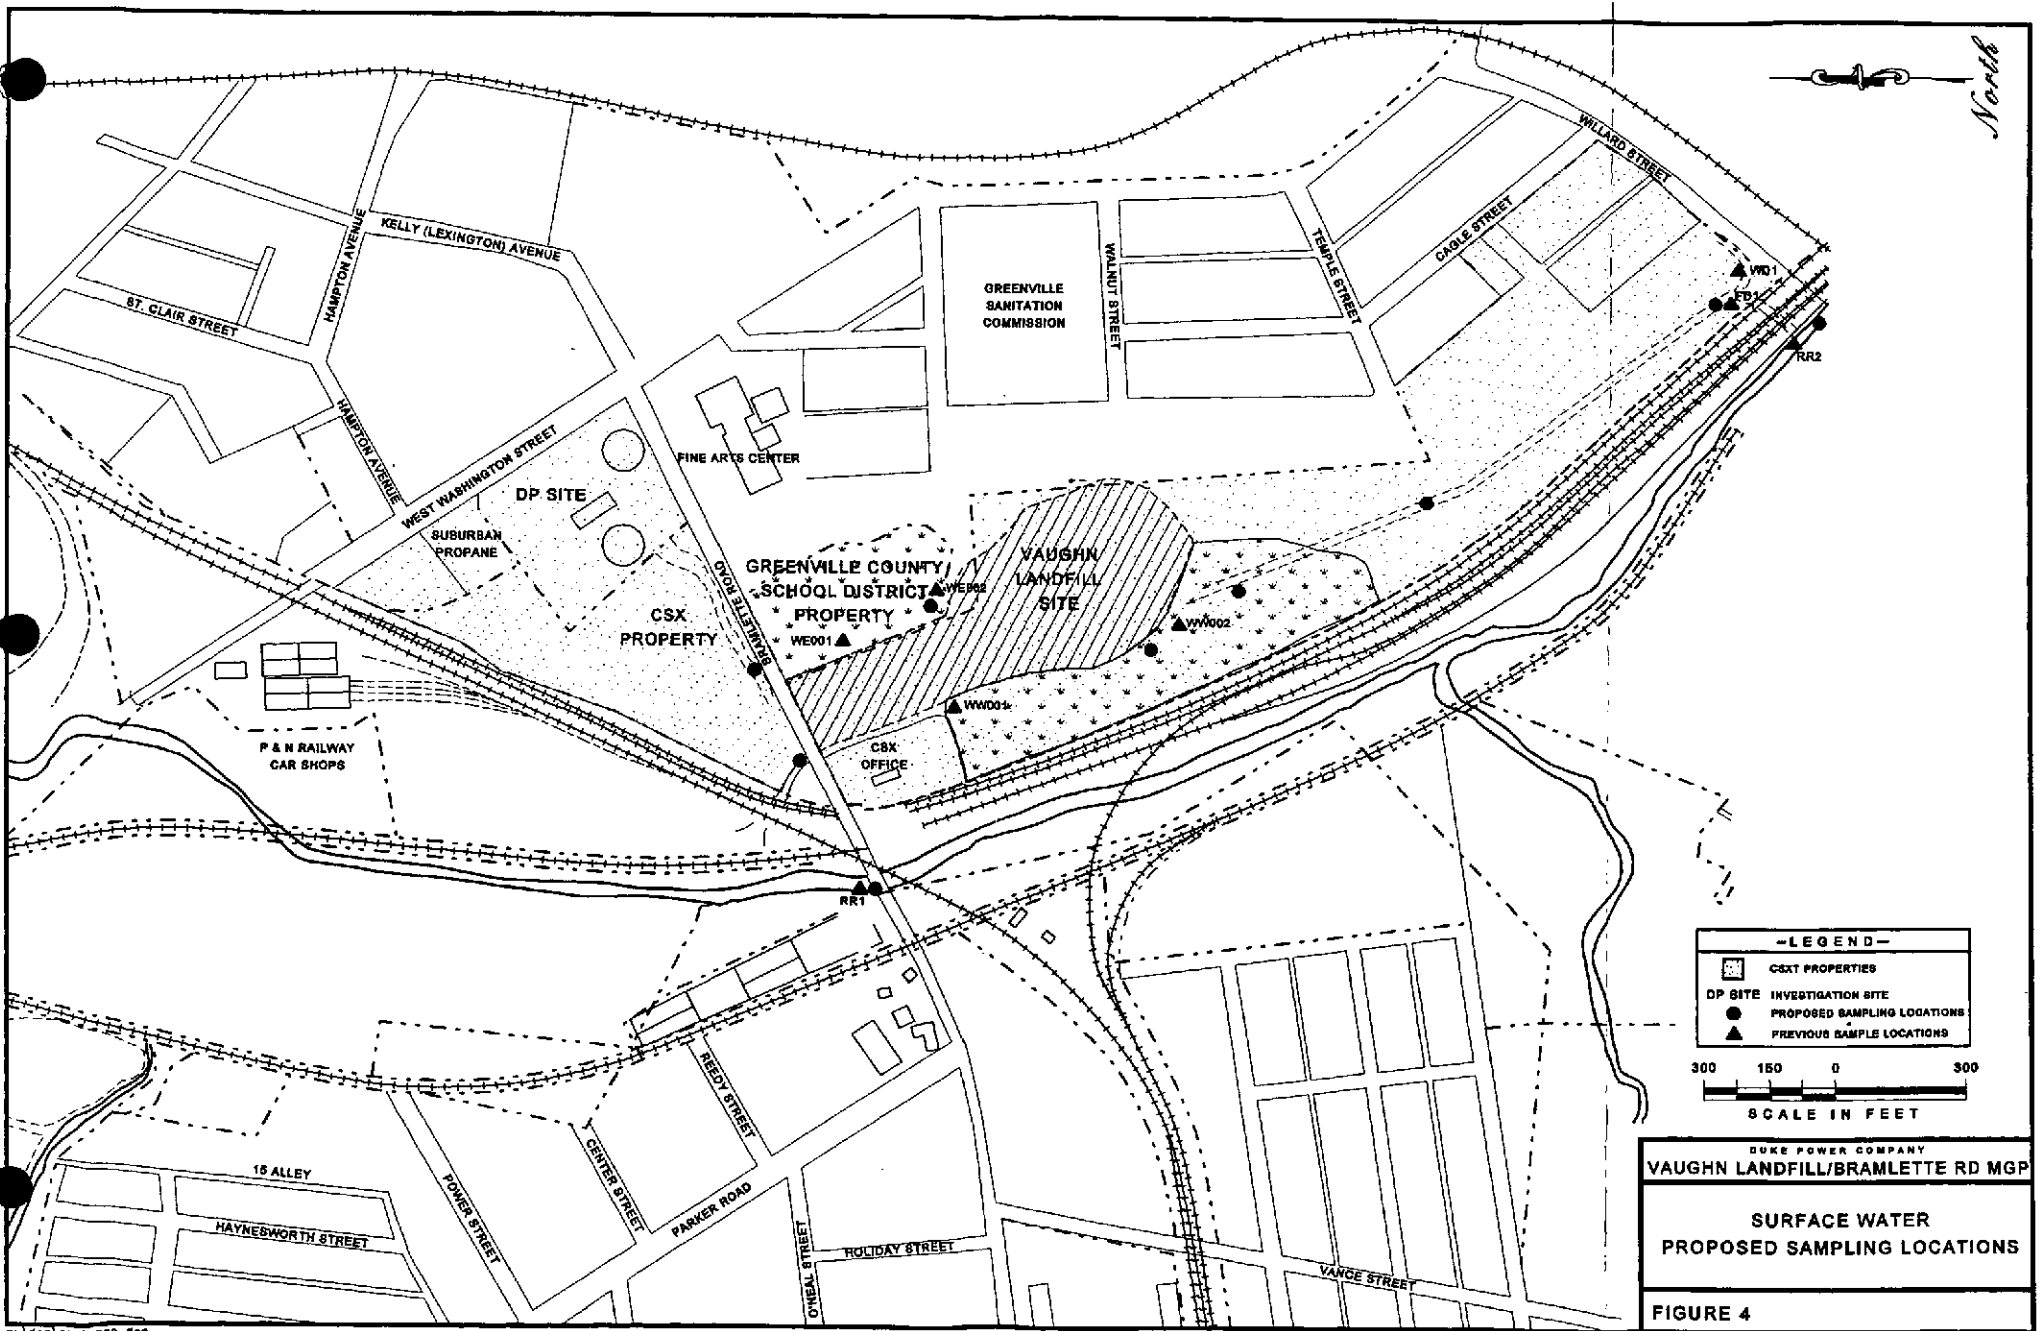 North
WILLARD STREET
KELLY (LEXINGTON) AVENUE
HAMPTON AVENUE
ST. CLAIR STREET
CAGLE STREET
TEMPLE STREET
WALNUT STREET
GREENVILLE
SANITATION
COMMISSION
WD1
RR2
HAMPTON AVENUE
WEST WASHINGTON STREET
FINE ARTS CENTER
DP SITE
SUBURBAN
PROPANE
BRAMLETTE ROAD
GREENVILLE COUNTY
SCHOOL DISTRICT
PROPERTY
WE002
WE001
VAUGHN
LANDFILL
SITE
WW002
CSX
PROPERTY
WW001
CSX
OFFICE
P & N RAILWAY
CAR SHOPS
RR1
-LEGEND-
CSXT PROPERTIES
DP SITE INVESTIGATION SITE
PROPOSED SAMPLING LOCATIONS
PREVIOUS SAMPLE LOCATIONS
300 150 0 300
SCALE IN FEET
REEDY STREET
CENTER STREET
POWER STREET
PARKER ROAD
15 ALLEY
HAYNESWORTH STREET
O'NEAL STREET
HOLIDAY STREET
VANCE STREET
DUKE POWER COMPANY
VAUGHN LANDFILL/BRAMLETTE RD MGP
SURFACE WATER
PROPOSED SAMPLING LOCATIONS
FIGURE 4